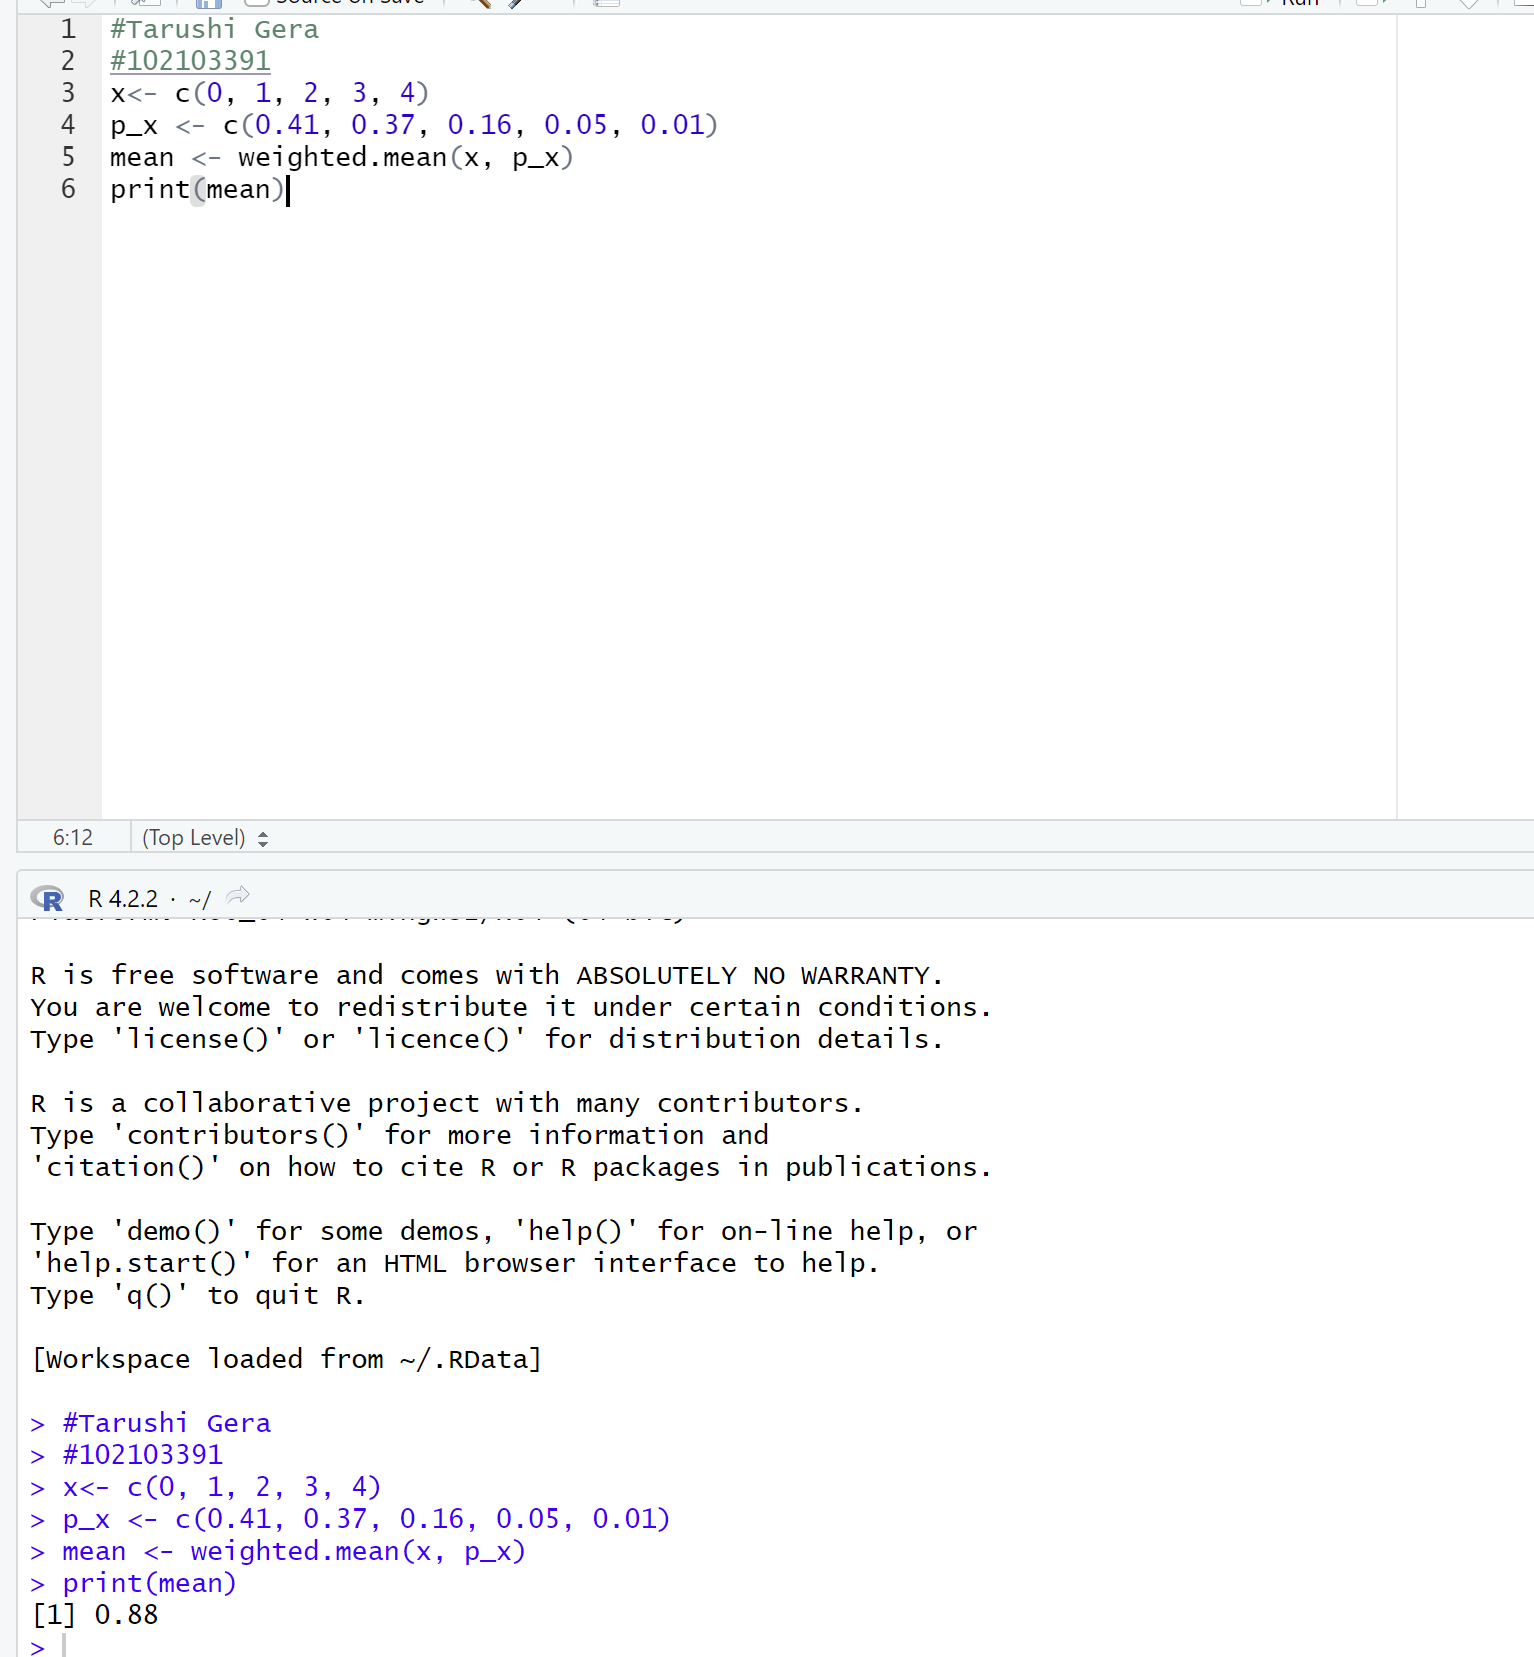 1 #Tarushi Gera
2 #102103391
3 x<- c(0, 1, 2, 3, 4)
4 p_x <- c(0.41, 0.37, 0.16, 0.05, 0.01)
5 mean <- weighted.mean(x, p_x)
6 print(mean)
6:12 (Top Level)
R R 4.2.2 · ~/
R is free software and comes with ABSOLUTELY NO WARRANTY.
You are welcome to redistribute it under certain conditions.
Type 'license()' or 'licence()' for distribution details.
R is a collaborative project with many contributors.
Type 'contributors()' for more information and
'citation()' on how to cite R or R packages in publications.
Type 'demo()' for some demos, 'help()' for on-line help, or
'help.start()' for an HTML browser interface to help.
Type 'q()' to quit R.
[Workspace loaded from ~/.RData]
> #Tarushi Gera
> #102103391
> x<- c(0, 1, 2, 3, 4)
> p_x <- c(0.41, 0.37, 0.16, 0.05, 0.01)
> mean <- weighted.mean(x, p_x)
> print(mean)
[1] 0.88
>